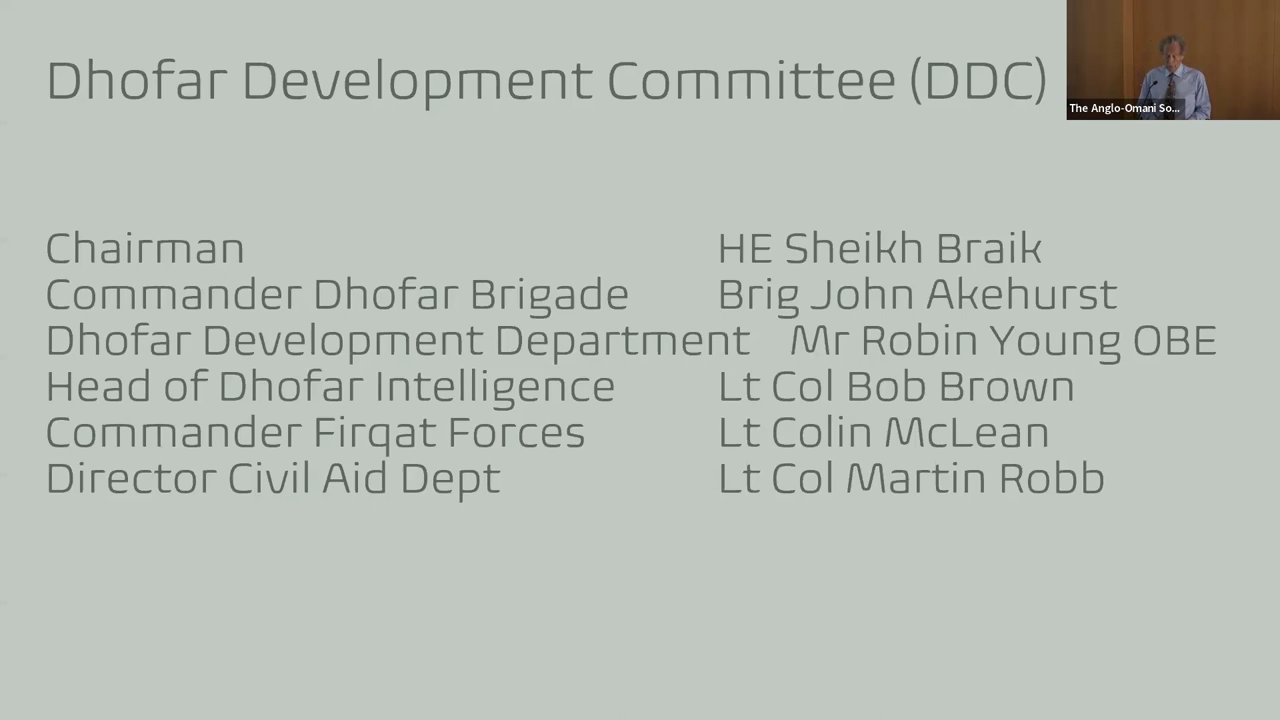 Dhofar Development Committee (DDC)
The Anglo-Omani So...
Chairman HE Sheikh Braik
Commander Dhofar Brigade Brig John Akehurst
Dhofar Development Department Mr Robin Young OBE
Head of Dhofar Intelligence Lt Col Bob Brown
Commander Firqat Forces Lt Colin McLean
Director Civil Aid Dept Lt Col Martin Robb